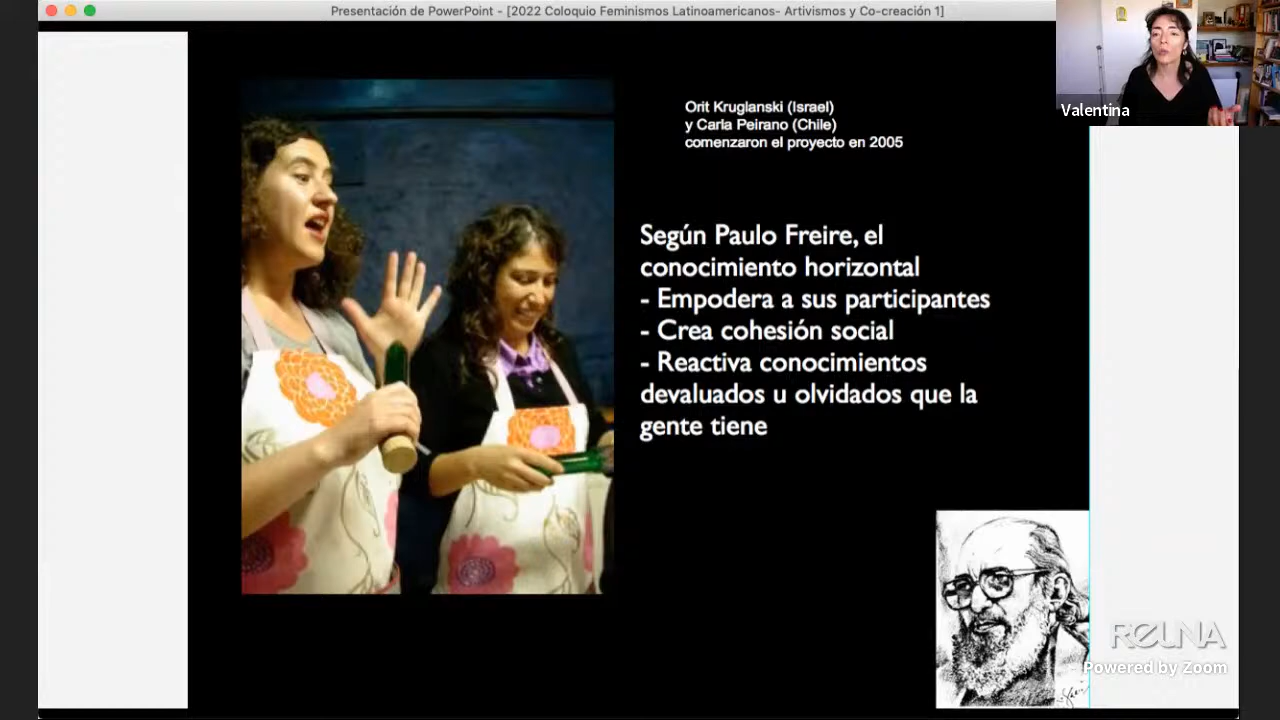 Presentación de PowerPoint - [2022 Coloquio Feminismos Latinoamericanos- Artivismos y Co-creación 1]
Valentina
Orit Kruglanski (Israel)
y Carla Peirano (Chile)
comenzaron el proyecto en 2005
Según Paulo Freire, el
conocimiento horizontal
- Empodera a sus participantes
- Crea cohesión social
- Reactiva conocimientos
devaluados u olvidados que la
gente tiene
REUNA
Powered by Zoom